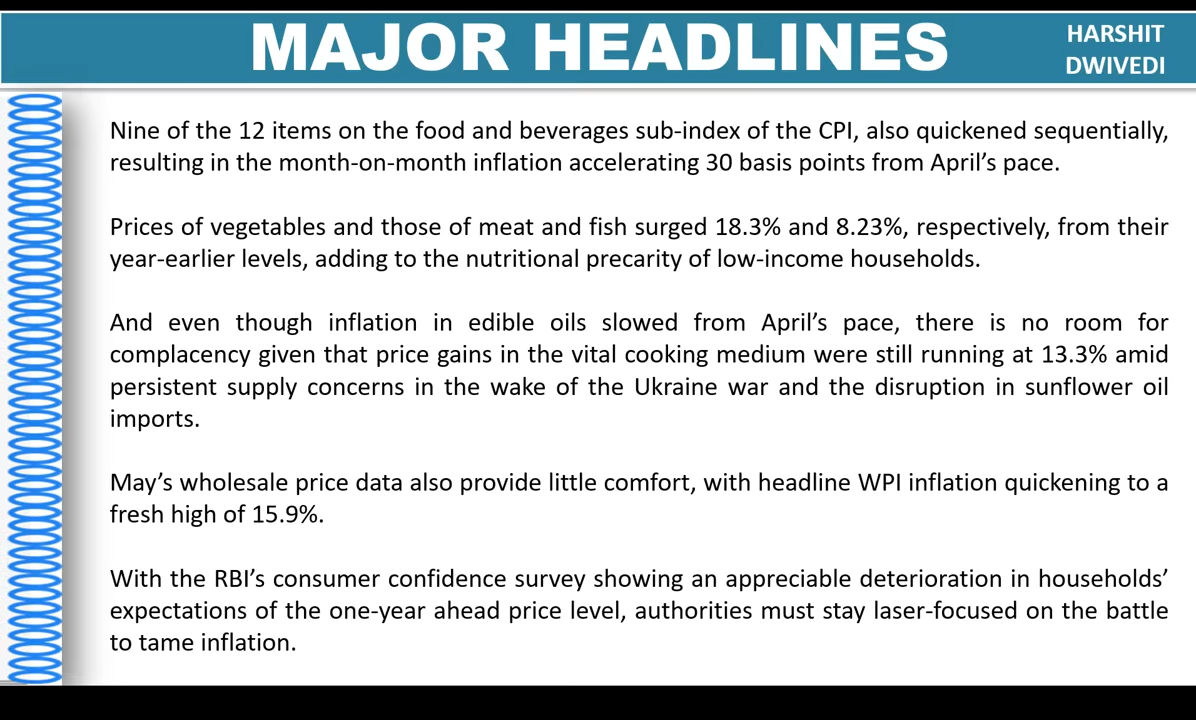 MAJOR HEADLINES
HARSHIT
DWIVEDI
Nine of the 12 items on the food and beverages sub-index of the CPI, also quickened sequentially,
resulting in the month-on-month inflation accelerating 30 basis points from April’s pace.
Prices of vegetables and those of meat and fish surged 18.3% and 8.23%, respectively, from their
year-earlier levels, adding to the nutritional precarity of low-income households.
And even though inflation in edible oils slowed from April’s pace, there is no room for
complacency given that price gains in the vital cooking medium were still running at 13.3% amid
persistent supply concerns in the wake of the Ukraine war and the disruption in sunflower oil
imports.
May’s wholesale price data also provide little comfort, with headline WPI inflation quickening to a
fresh high of 15.9%.
With the RBI’s consumer confidence survey showing an appreciable deterioration in households’
expectations of the one-year ahead price level, authorities must stay laser-focused on the battle
to tame inflation.